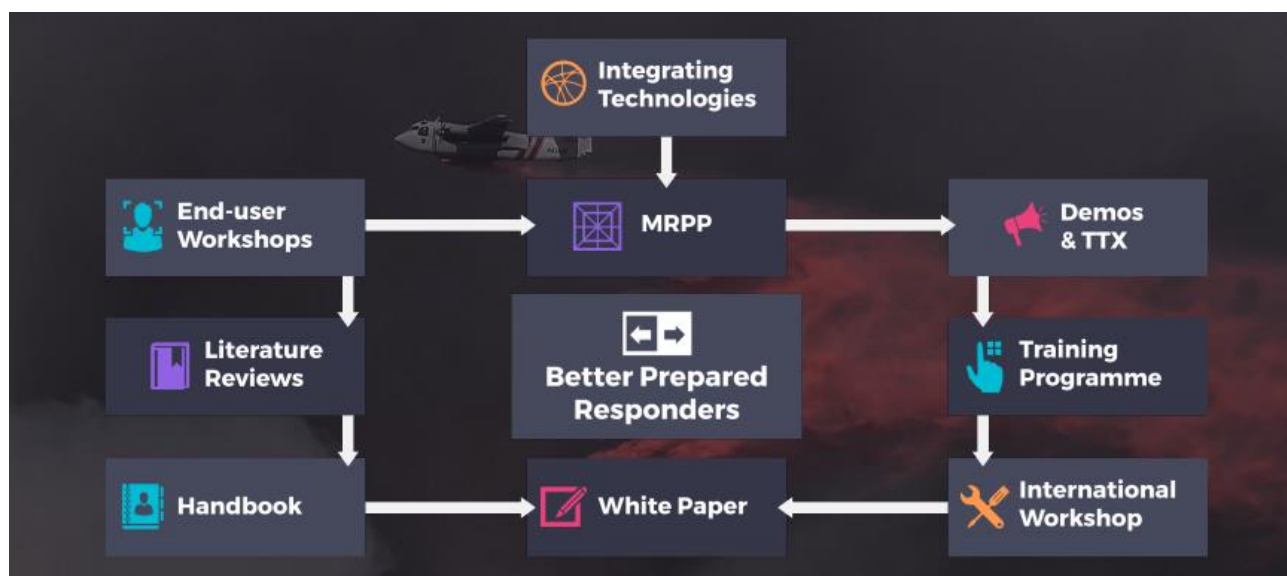 Integrating
Technologies
End-user
Workshops
MRPP
Demos
& TTX
Literature
Reviews
Better Prepared
Responders
Training
Programme
Handbook
White Paper
International
Workshop